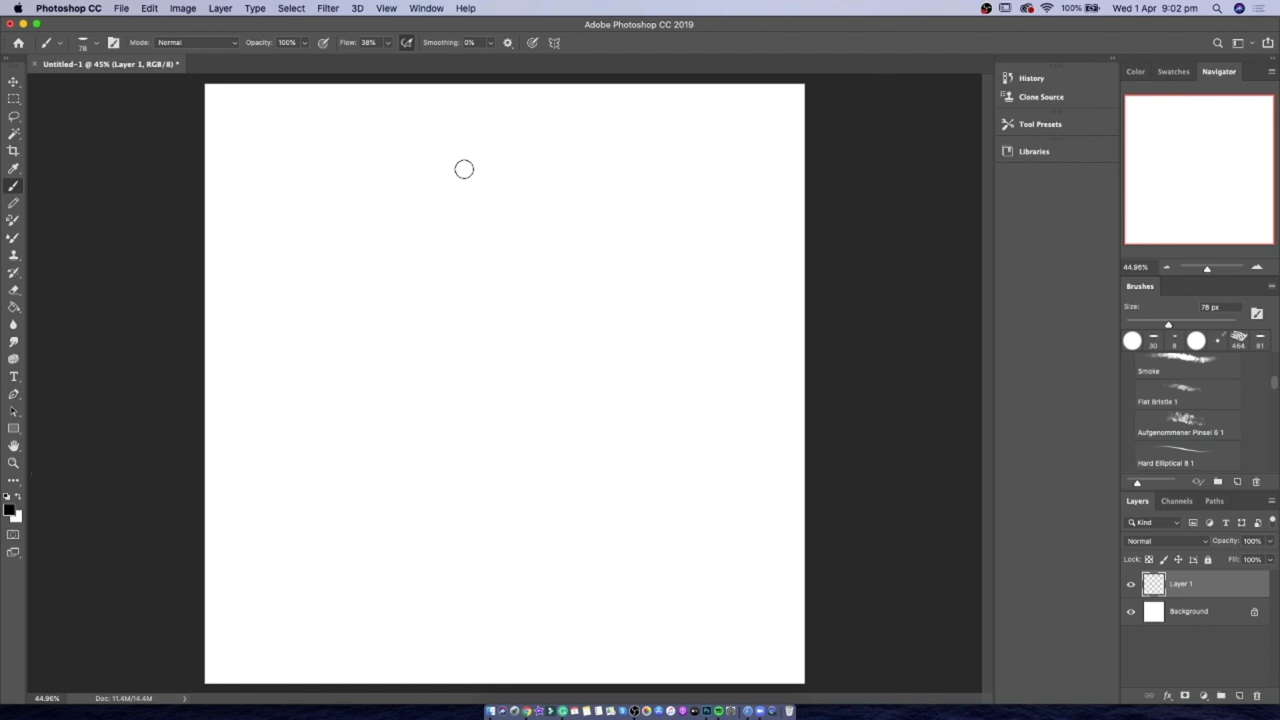 Photoshop CC File Edit Image Layer Type Select Filter 3D View Window Help 100% Wed 1 Apr 9:02 pm
Adobe Photoshop CC 2019
78 Mode: Normal Opacity: 100% Flow: 38% Smoothing: 0%
Untitled-1 @ 45% (Layer 1, RGB/8) *
History
Clone Source
Tool Presets
Libraries
Color Swatches Navigator
44.96%
Brushes
Size: 78 px
30 8 464 81
Smoke
Flat Bristle 1
Aufgenommener Pinsel 6 1
Hard Elliptical 8 1
Layers Channels Paths
Kind
Normal Opacity: 100%
Lock: Fill: 100%
Layer 1
Background
44.96% Doc: 11.4M/14.4M